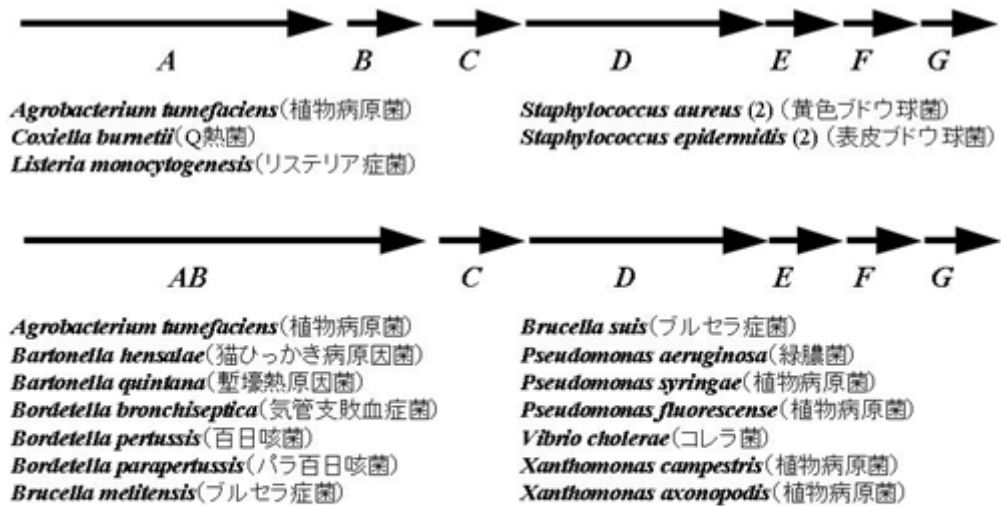 A B C D E F G
Agrobacterium tumefaciens(植物病原菌)
Coxiella burnetii(Q熱菌)
Listeria monocytogenesis(リステリア症菌)
Staphylococcus aureus (2) (黄色ブドウ球菌)
Staphylococcus epidermidis (2) (表皮ブドウ球菌)
AB C D E F G
Agrobacterium tumefaciens(植物病原菌)
Bartonella hensalae(猫ひっかき病原因菌)
Bartonella quintana(塹壕熱原因菌)
Bordetella bronchiseptica(気管支敗血症菌)
Bordetella pertussis(百日咳菌)
Bordetella parapertussis(パラ百日咳菌)
Brucella melitensis(ブルセラ症菌)
Brucella suis(ブルセラ症菌)
Pseudomonas aeruginosa(緑膿菌)
Pseudomonas syringae(植物病原菌)
Pseudomonas fluorescense(植物病原菌)
Vibrio cholerae(コレラ菌)
Xanthomonas campestris(植物病原菌)
Xanthomonas axonopodis(植物病原菌)